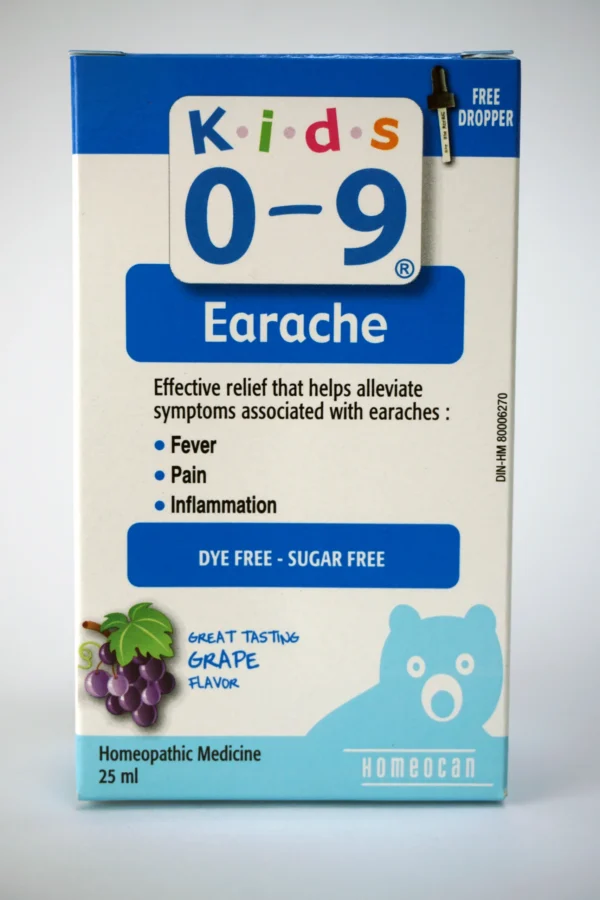 FREE
DROPPER
K•i•d•s
0–9®
Earache
Effective relief that helps alleviate
symptoms associated with earaches :
• Fever
• Pain
• Inflammation
DIN-HM 80006270
DYE FREE - SUGAR FREE
GREAT TASTING
GRAPE
FLAVOR
Homeopathic Medicine
25 ml
HOMEOCAN